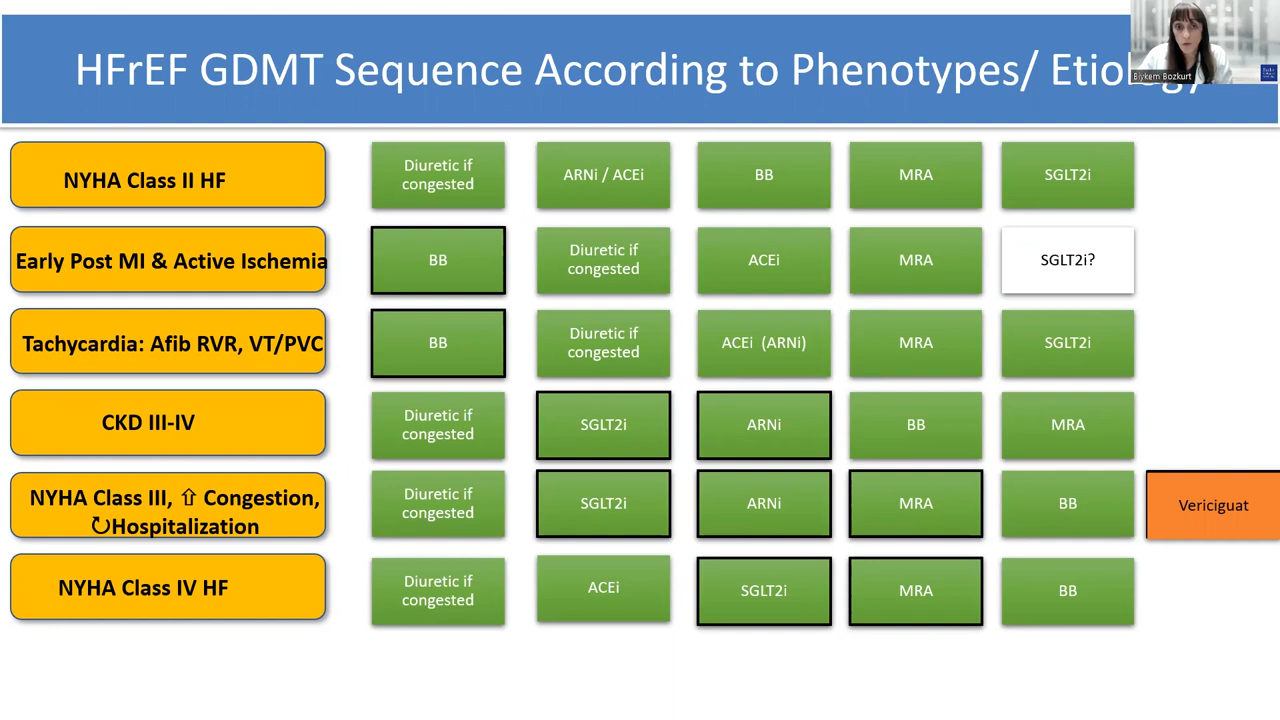 HFrEF GDMT Sequence According to Phenotypes/ Etiology
Biykem Bozkurt
NYHA Class II HF
Diuretic if
congested
ARNi / ACEi
BB
MRA
SGLT2i
Early Post MI & Active Ischemia
BB
Diuretic if
congested
ACEi
MRA
SGLT2i?
Tachycardia: Afib RVR, VT/PVC
BB
Diuretic if
congested
ACEi (ARNi)
MRA
SGLT2i
CKD III-IV
Diuretic if
congested
SGLT2i
ARNi
BB
MRA
NYHA Class III, ⇧ Congestion,
↻Hospitalization
Diuretic if
congested
SGLT2i
ARNi
MRA
BB
Vericiguat
NYHA Class IV HF
Diuretic if
congested
ACEi
SGLT2i
MRA
BB